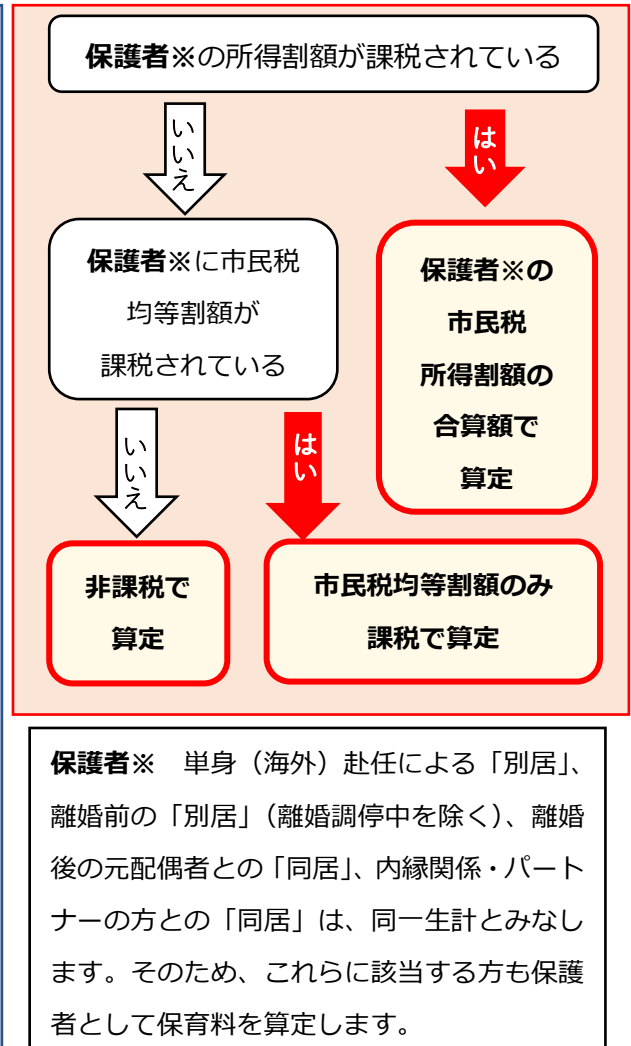 保護者※の所得割額が課税されている
いいえ
はい
保護者※に市民税
均等割額が
課税されている
保護者※の
市民税
所得割額の
合算額で
算定
いいえ
はい
非課税で
算定
市民税均等割額のみ
課税で算定
保護者※　単身（海外）赴任による「別居」、
離婚前の「別居」（離婚調停中を除く）、離婚
後の元配偶者との「同居」、内縁関係・パート
ナーの方との「同居」は、同一生計とみなし
ます。そのため、これらに該当する方も保護
者として保育料を算定します。